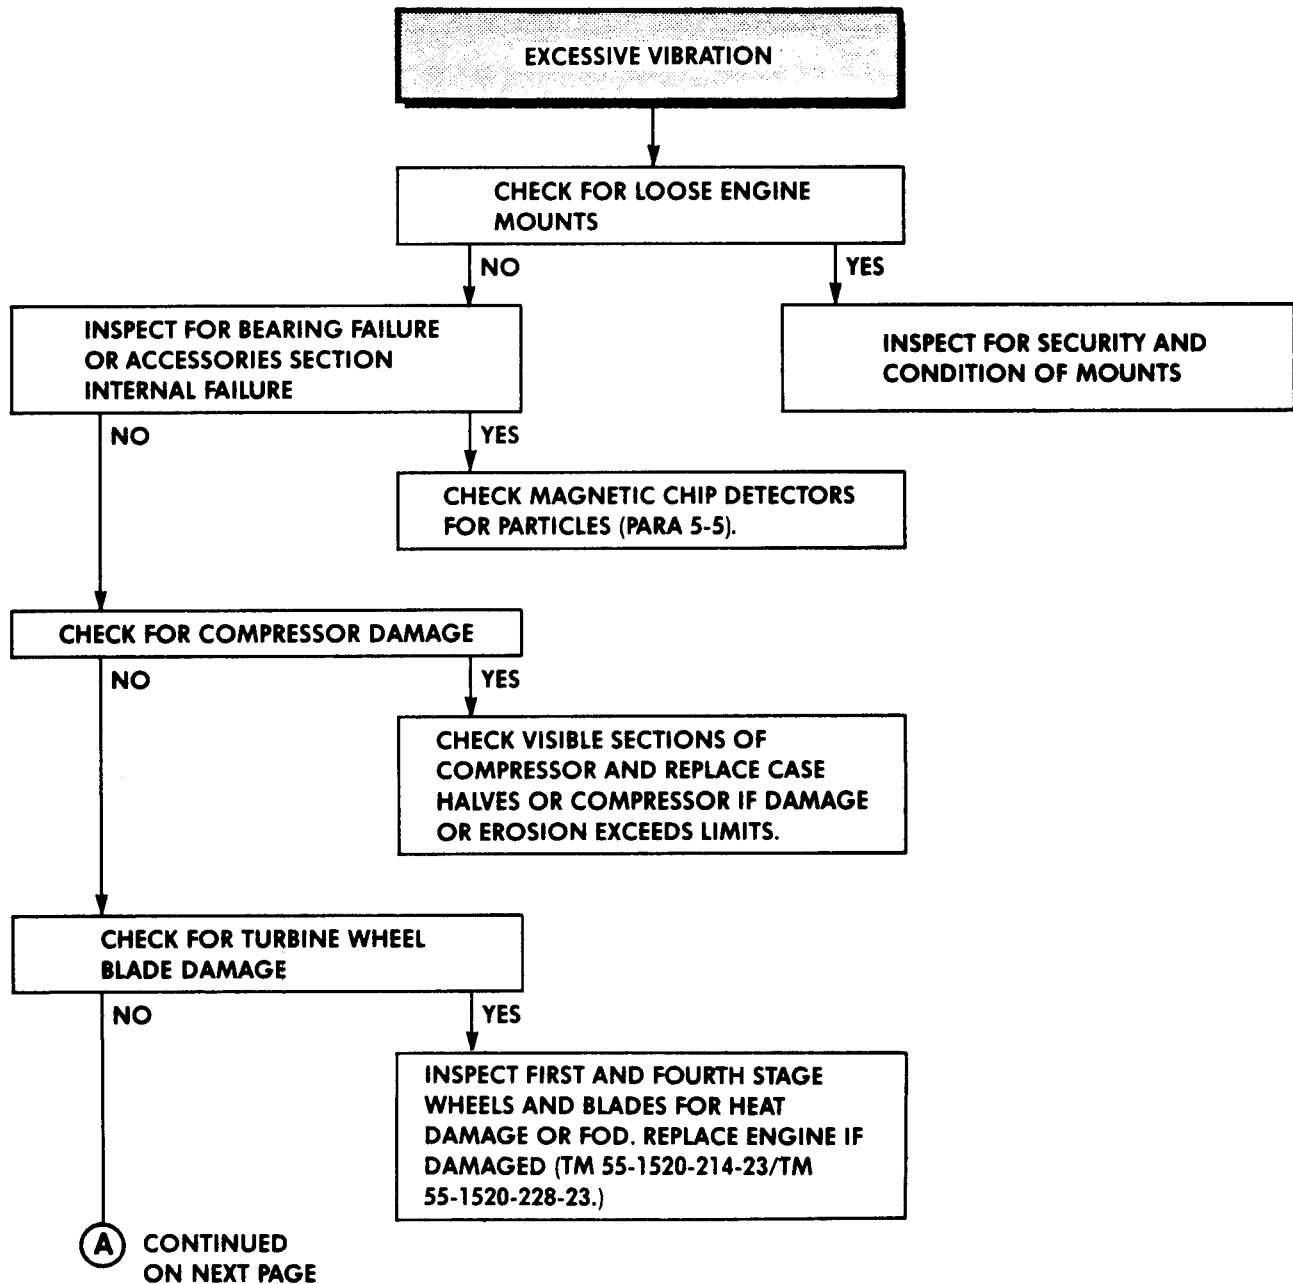 EXCESSIVE VIBRATION
CHECK FOR LOOSE ENGINE
MOUNTS
NO
YES
INSPECT FOR BEARING FAILURE
OR ACCESSORIES SECTION
INTERNAL FAILURE
INSPECT FOR SECURITY AND
CONDITION OF MOUNTS
NO
YES
CHECK MAGNETIC CHIP DETECTORS
FOR PARTICLES (PARA 5-5).
CHECK FOR COMPRESSOR DAMAGE
NO
YES
CHECK VISIBLE SECTIONS OF
COMPRESSOR AND REPLACE CASE
HALVES OR COMPRESSOR IF DAMAGE
OR EROSION EXCEEDS LIMITS.
CHECK FOR TURBINE WHEEL
BLADE DAMAGE
NO
YES
INSPECT FIRST AND FOURTH STAGE
WHEELS AND BLADES FOR HEAT
DAMAGE OR FOD. REPLACE ENGINE IF
DAMAGED (TM 55-1520-214-23/TM
55-1520-228-23.)
A CONTINUED
ON NEXT PAGE